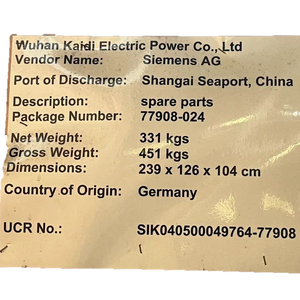 Wuhan Kaidi Electric Power Co., Ltd
Vendor Name: Siemens AG
Port of Discharge: Shangai Seaport, China
Description: spare parts
Package Number: 77908-024
Net Weight: 331 kgs
Gross Weight: 451 kgs
Dimensions: 239 x 126 x 104 cm
Country of Origin: Germany
UCR No.: SIK040500049764-77908